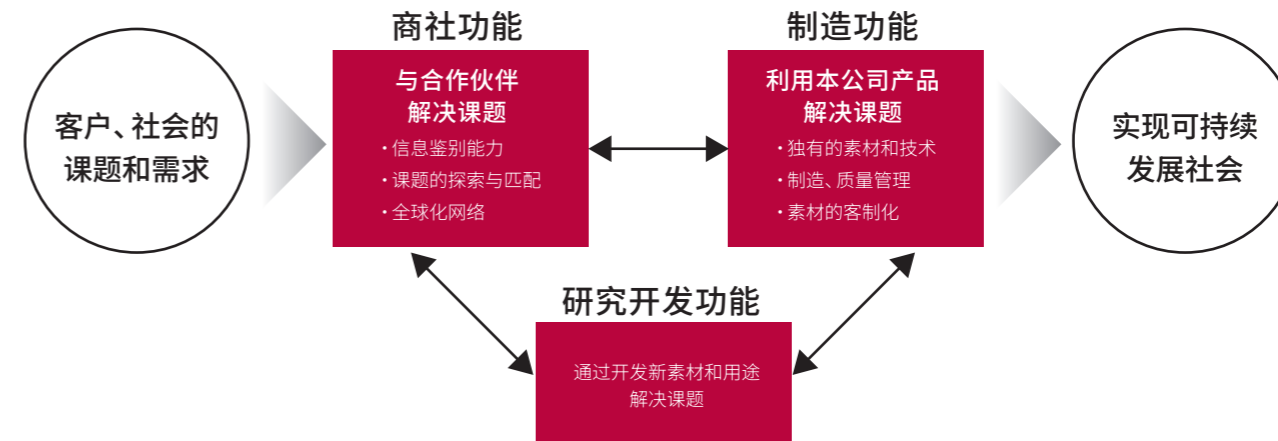 客户、社会的
课题和需求
商社功能
与合作伙伴
解决课题
・信息鉴别能力
・课题的探索与匹配
・全球化网络
制造功能
利用本公司产品
解决课题
・独有的素材和技术
・制造、质量管理
・素材的客制化
研究开发功能
通过开发新素材和用途
解决课题
实现可持续
发展社会